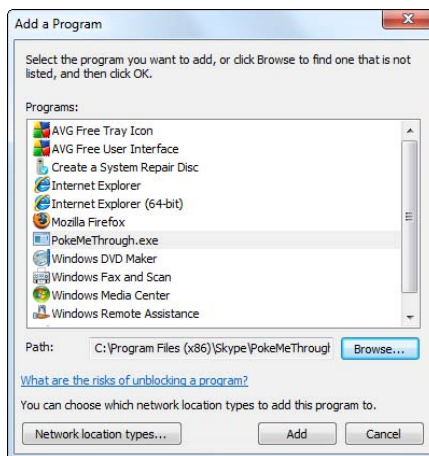 Add a Program
Select the program you want to add, or click Browse to find one that is not
listed, and then click OK.
Programs:
AVG Free Tray Icon
AVG Free User Interface
Create a System Repair Disc
Internet Explorer
Internet Explorer (64-bit)
Mozilla Firefox
PokeMeThrough.exe
Windows DVD Maker
Windows Fax and Scan
Windows Media Center
Windows Remote Assistance
Path: C:\Program Files (x86)\Skype\PokeMeThrougl Browse...
What are the risks of unblocking a program?
You can choose which network location types to add this program to.
Network location types... Add Cancel